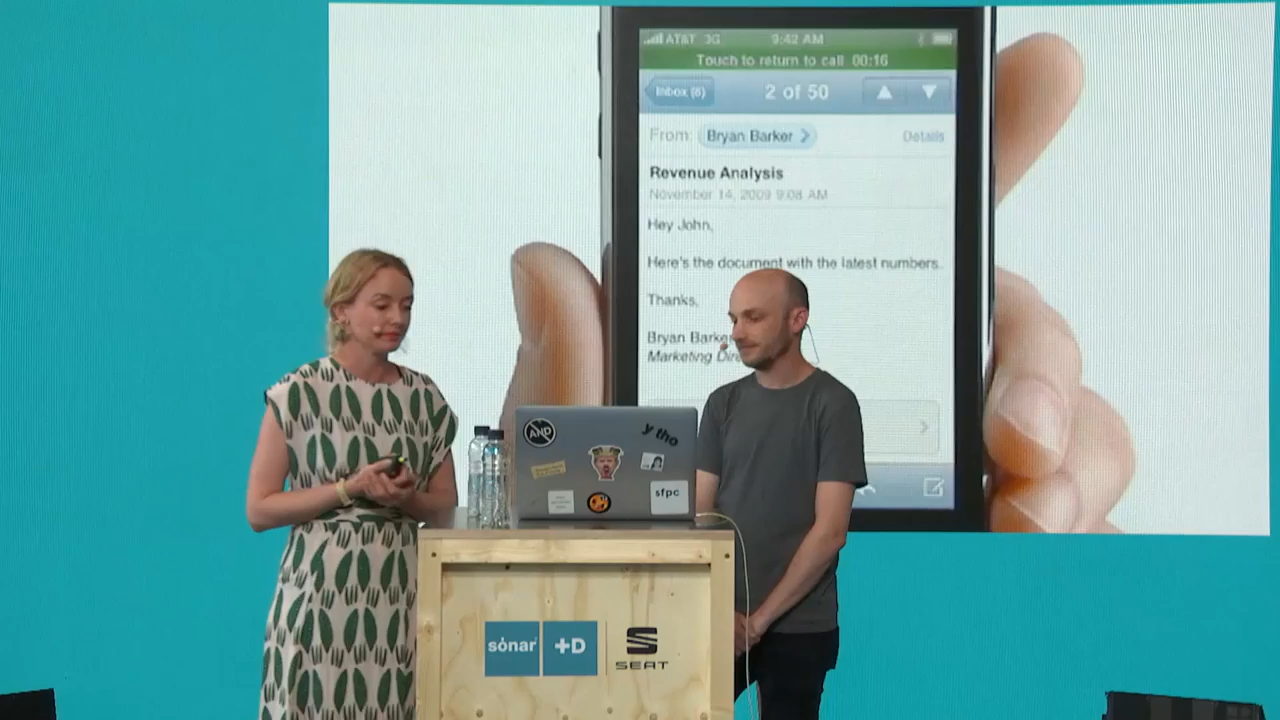 AT&T 3G 9:42 AM
Touch to return to call 00:16
Inbox (6) 2 of 50
From: Bryan Barker Details
Revenue Analysis
November 14, 2009 9:08 AM
Hey John,
Here's the document with the latest numbers.
Thanks,
Bryan Barker
Marketing Dire
AND
y tho
sfpc
sónar +D
SEAT